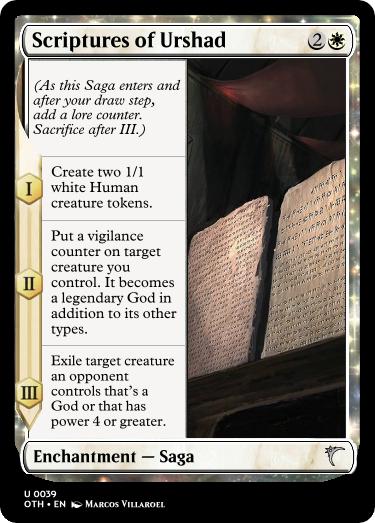 Scriptures of Urshad
2
(As this Saga enters and
after your draw step,
add a lore counter.
Sacrifice after III.)
I
Create two 1/1
white Human
creature tokens.
II
Put a vigilance
counter on target
creature you
control. It becomes
a legendary God in
addition to its other
types.
III
Exile target creature
an opponent
controls that's a
God or that has
power 4 or greater.
Enchantment — Saga
U 0039
OTH • EN Marcos Villaroel